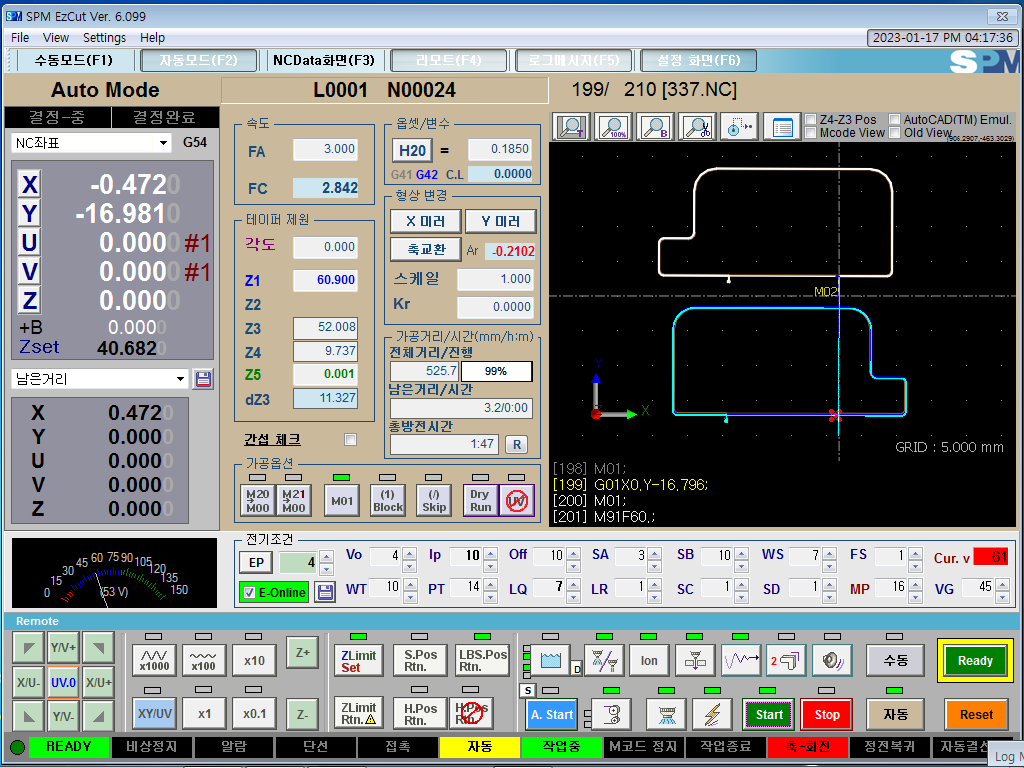 SPM EzCut Ver. 6.099
File View Settings Help
2023-01-17 PM 04:17:36
수동모드(F1) 자동모드(F2) NCData화면(F3) 리모트(F4) 로그메시지(F5) 설정 화면(F6)
SPM
Auto Mode
L0001 N00024
199/ 210 [337.NC]
결정-중 결정완료
NC좌표 G54
X -0.4720
Y -16.9810
U 0.0000 #1
V 0.0000 #1
Z 0.0000
+B 0.0000
Zset 40.6820
남은거리
X 0.4720
Y 0.0000
U 0.0000
V 0.0000
Z 0.0000
속도
FA 3.000
FC 2.842
테이퍼 제원
각도 0.000
Z1 60.900
Z2
Z3 52.008
Z4 9.737
Z5 0.001
dZ3 11.327
간섭 체크
옵셋/변수
H20 = 0.1850
G41 G42 C.L 0.0000
형상 변경
X 미러 Y 미러
축교환 Ar -0.2102
스케일 1.000
Kr 0.0000
가공거리/시간(mm/h:m)
전체거리/진행
525.7 99%
남은거리/시간
3.2/0:00
총방전시간
1:47 R
가공옵션
M20 M00 M21 M00 M01 (1) Block (/) Skip Dry Run UV
T 100% B
Z4-Z3 Pos AutoCAD(TM) Emul.
Mcode View Old View
(906.2907,-463.3029)
M02
Y
X
GRID : 5.000 mm
[198] M01;
[199] G01X0,Y-16,796;
[200] M01;
[201] M91F60,;
0 15 30 45 60 75 90 105 120 135 150
(53 V)
전기조건
EP 4 Vo 4 Ip 10 Off 10 SA 3 SB 10 WS 7 FS 1 Cur. v 61
E-Online WT 10 PT 14 LQ 7 LR 1 SC 1 SD 1 MP 16 VG 45
Remote
Y/V+ x1000 x100 x10 Z+ ZLimit Set S.Pos Rtn. LBS.Pos Rtn. D Ion 2 수동 Ready
X/U- UV.0 X/U+
Y/V- XY/UV x1 x0.1 Z- ZLimit Rtn. H.Pos Rtn. H.Pos Rtn. S A. Start Start Stop 자동 Reset
READY 비상정지 알람 단선 접촉 자동 작업중 M코드 정지 작업종료 축-회전 정전복귀 자동결선
Log M